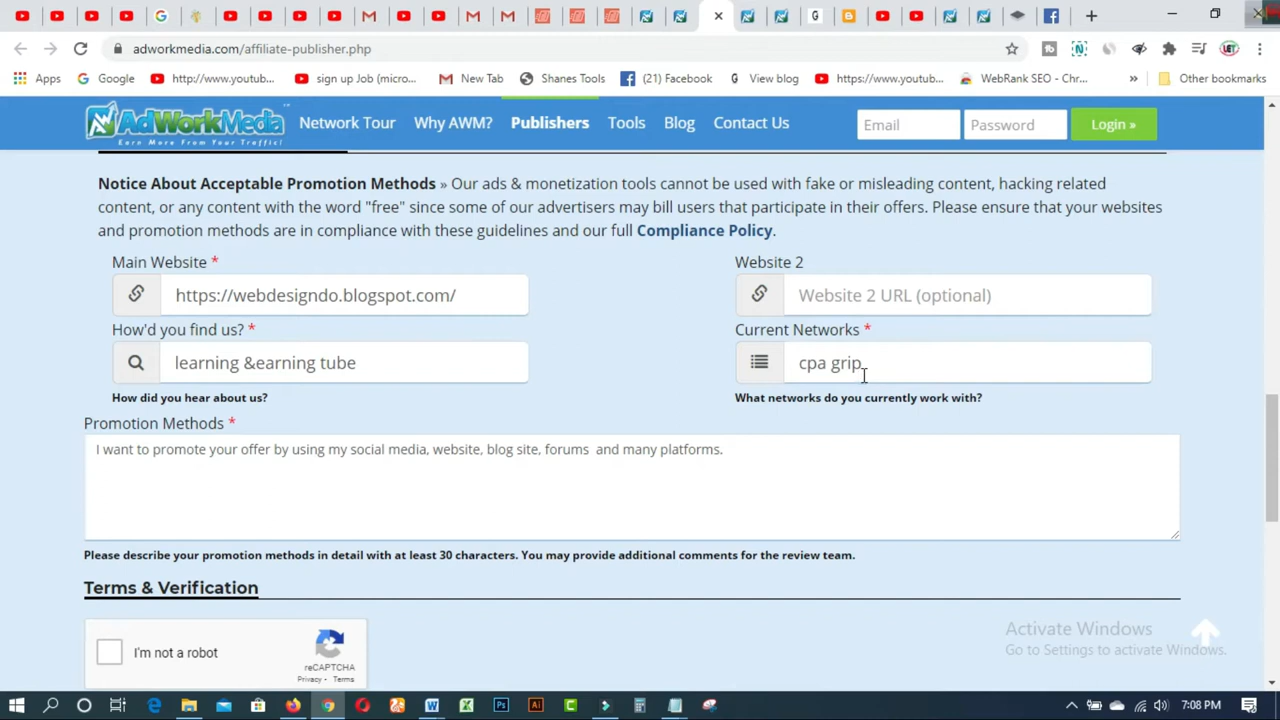 adworkmedia.com/affiliate-publisher.php
Apps
Google
http://www.youtub...
sign up Job (micro...
New Tab
Shanes Tools
(21) Facebook
View blog
https://www.youtub...
WebRank SEO - Chr...
»
Other bookmarks
AdWorkMedia
Earn More From Your Traffic!
Network Tour
Why AWM?
Publishers
Tools
Blog
Contact Us
Email
Password
Login »
Notice About Acceptable Promotion Methods » Our ads & monetization tools cannot be used with fake or misleading content, hacking related
content, or any content with the word "free" since some of our advertisers may bill users that participate in their offers. Please ensure that your websites
and promotion methods are in compliance with these guidelines and our full Compliance Policy.
Main Website *
Website 2
https://webdesigndo.blogspot.com/
Website 2 URL (optional)
How'd you find us? *
Current Networks *
learning &earning tube
cpa grip
How did you hear about us?
What networks do you currently work with?
Promotion Methods *
I want to promote your offer by using my social media, website, blog site, forums  and many platforms.
Please describe your promotion methods in detail with at least 30 characters. You may provide additional comments for the review team.
Terms & Verification
I'm not a robot
reCAPTCHA
Privacy - Terms
Activate Windows
Go to Settings to activate Windows.
7:08 PM